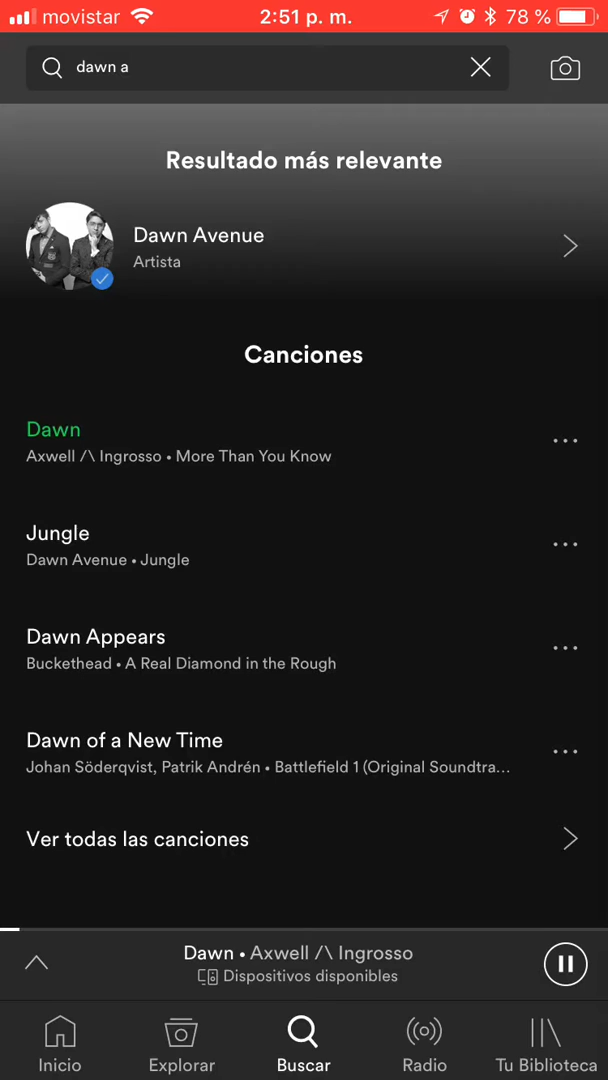 movistar 2:51 p. m. 78 %
dawn a
Resultado más relevante
Dawn Avenue
Artista
Canciones
Dawn
Axwell /\ Ingrosso • More Than You Know
Jungle
Dawn Avenue • Jungle
Dawn Appears
Buckethead • A Real Diamond in the Rough
Dawn of a New Time
Johan Söderqvist, Patrik Andrén • Battlefield 1 (Original Soundtra...
Ver todas las canciones
Dawn • Axwell /\ Ingrosso
Dispositivos disponibles
Inicio Explorar Buscar Radio Tu Biblioteca